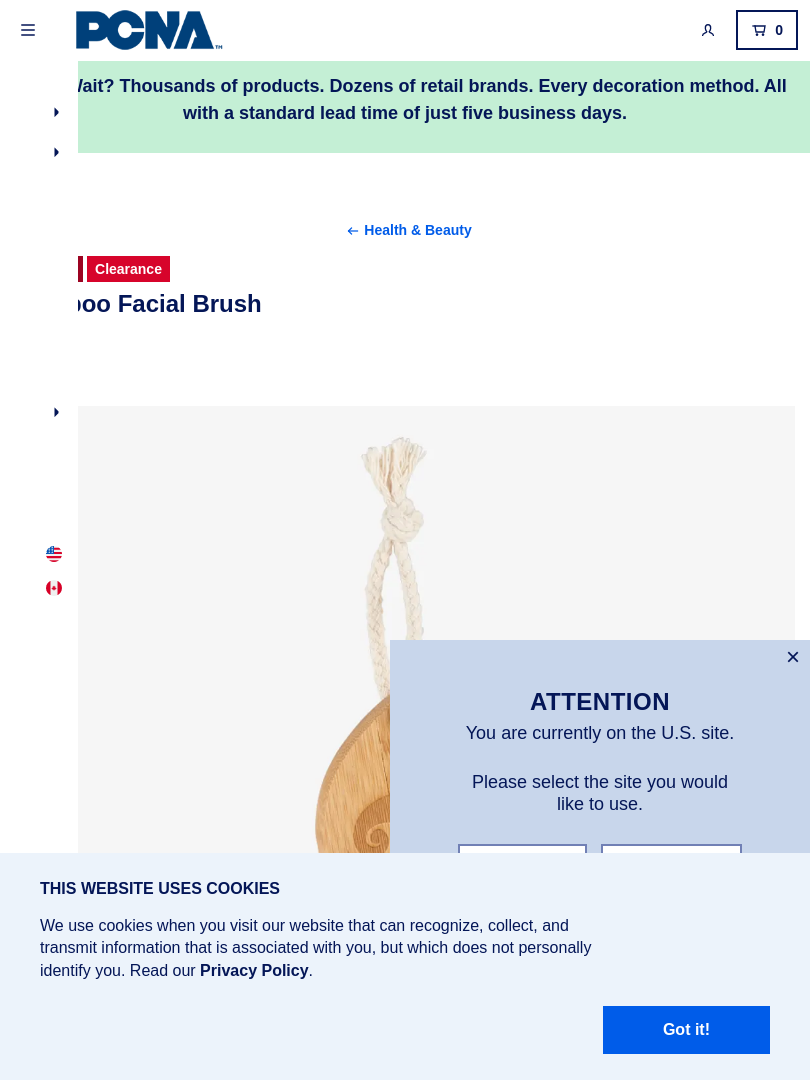 PCNA™
0
Wait? Thousands of products. Dozens of retail brands. Every decoration method. All
with a standard lead time of just five business days.
Health & Beauty
Clearance
Facial Brush
ATTENTION
You are currently on the U.S. site.
Please select the site you would
like to use.
THIS WEBSITE USES COOKIES
We use cookies when you visit our website that can recognize, collect, and
transmit information that is associated with you, but which does not personally
identify you. Read our Privacy Policy.
Got it!